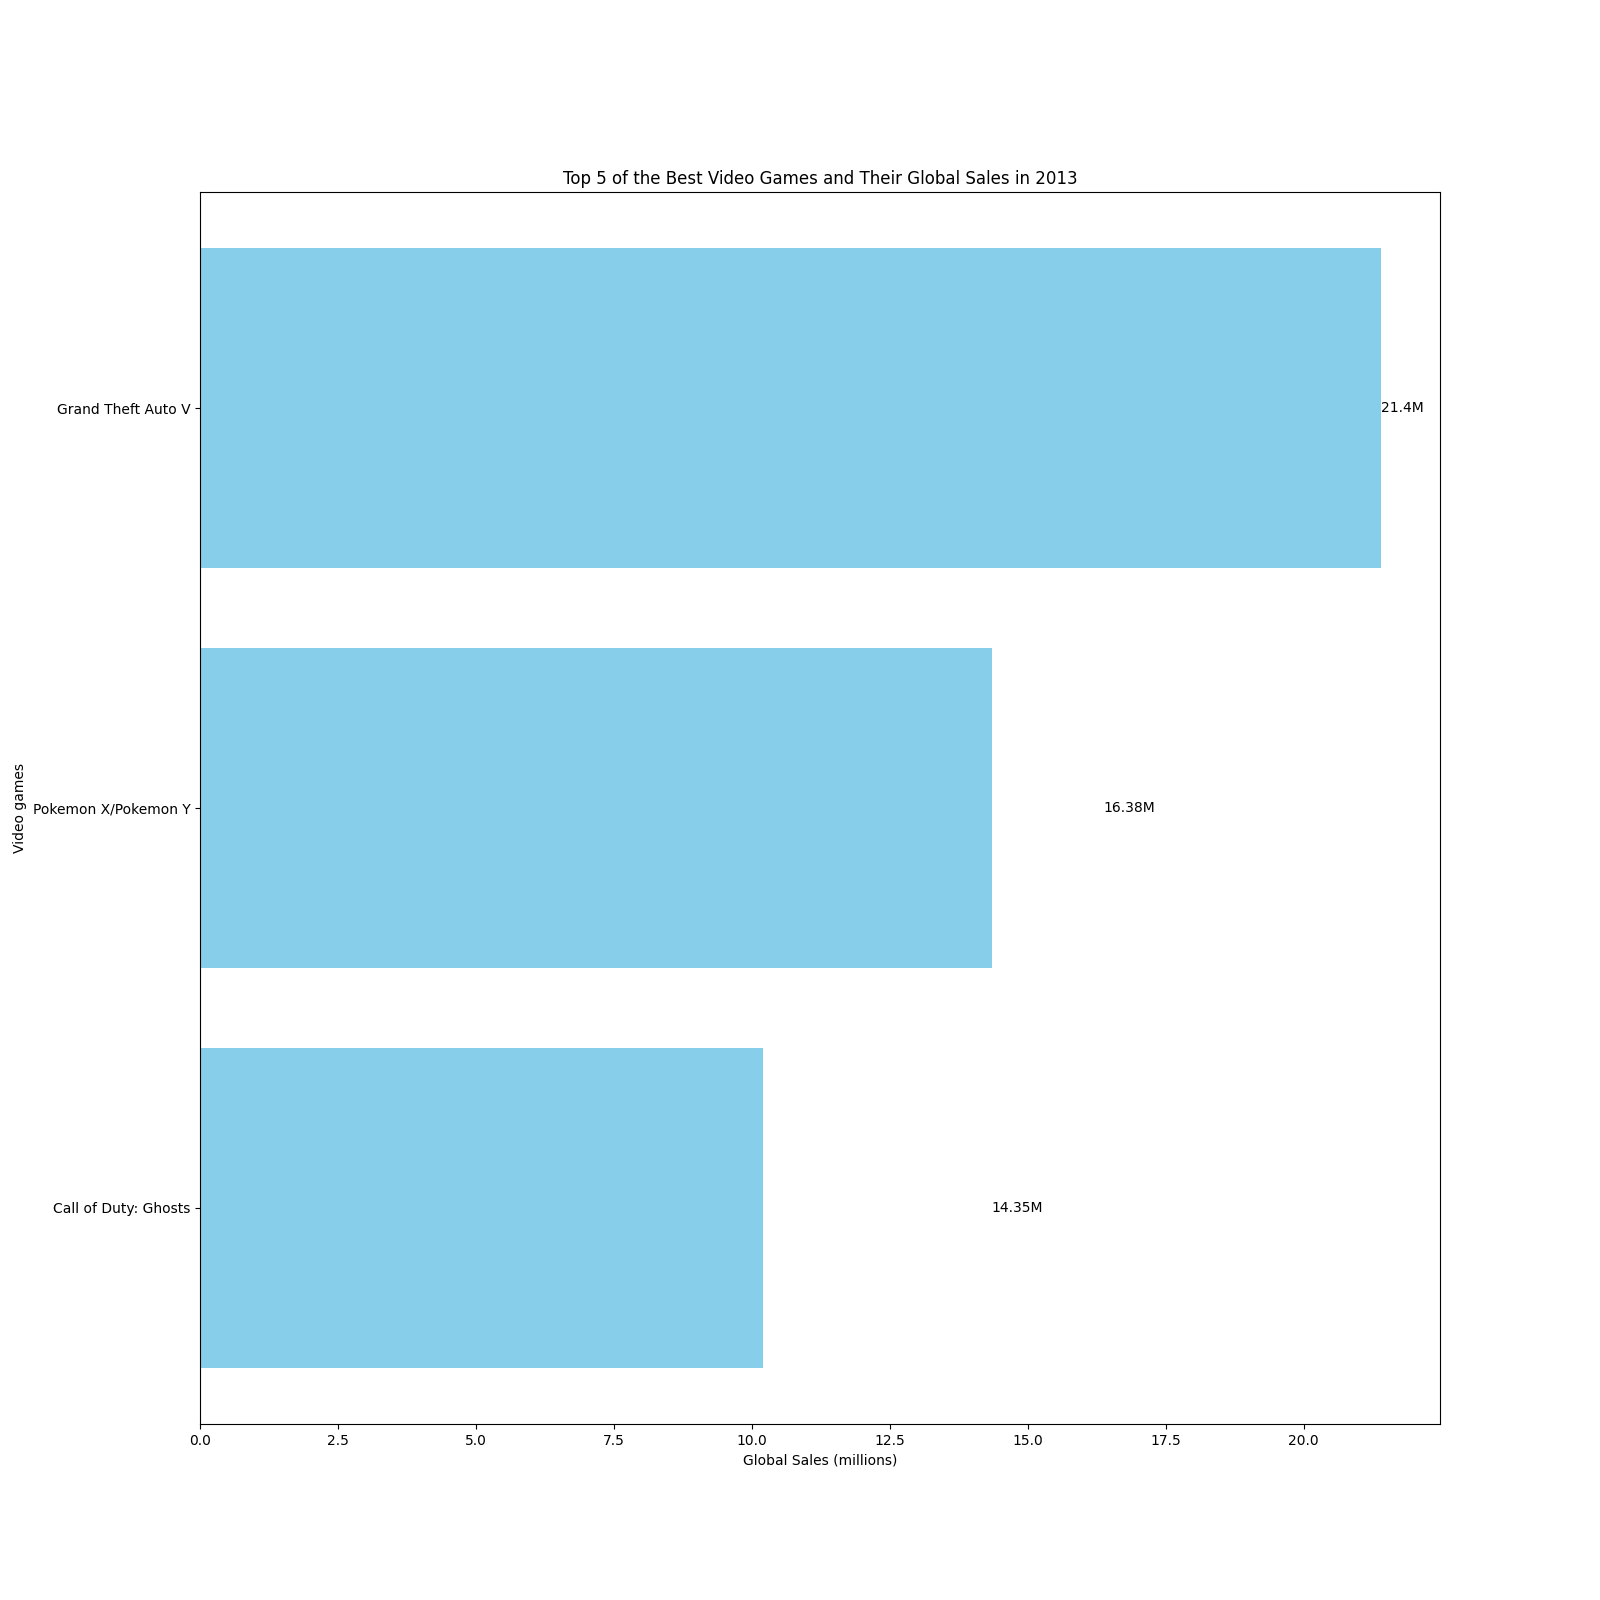 Top 5 of the Best Video Games and Their Global Sales in 2013
Grand Theft Auto V
21.4M
Video games
Pokemon X/Pokemon Y
16.38M
Call of Duty: Ghosts
14.35M
0.0 2.5 5.0 7.5 10.0 12.5 15.0 17.5 20.0
Global Sales (millions)